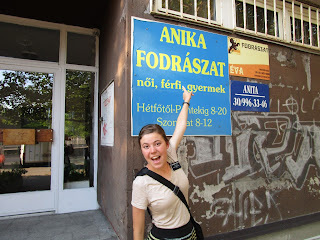 ANIKA
FODRÁSZAT
női, férfi, gyermek
Hétfőtől-Péntekig 8-20
Szombat 8-12
FODRÁSZAT
ÉVA
ANITA
30/996-33-46